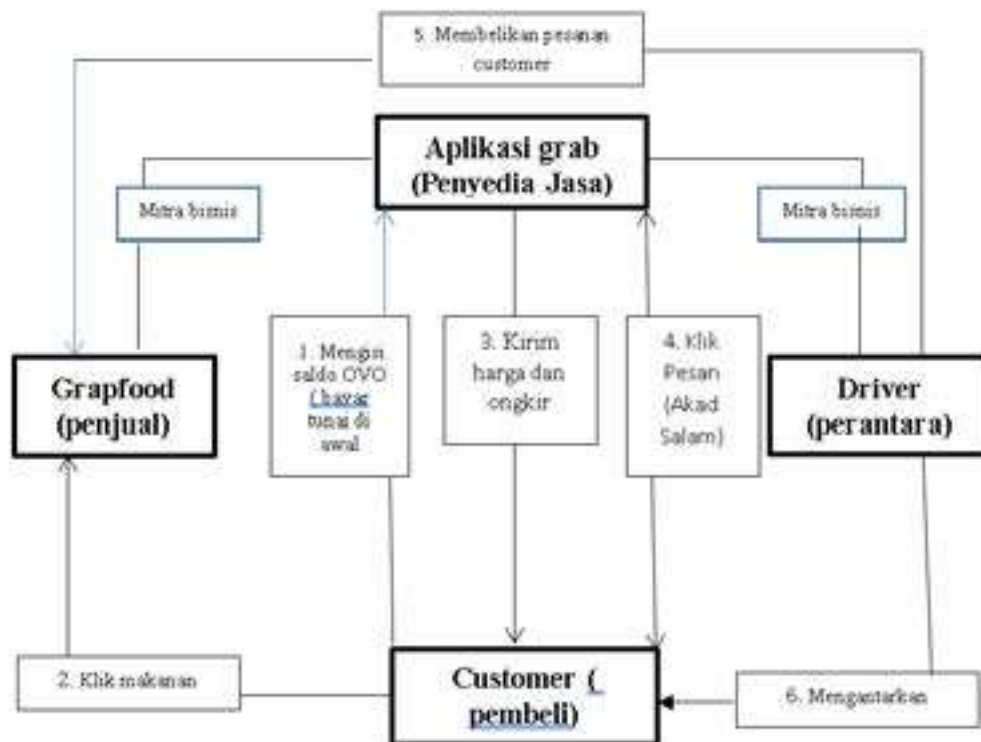 5. Membelikan pesanan
customer
Aplikasi grab
(Penyedia Jasa)
Mitra bisnis
Mitra bisnis
1. Mengisi
saldo OVO
( bayar
tunai di
awal
3. Kirim
harga dan
ongkir
4. Klik
Pesan
(Akad
Salam)
Grapfood
(penjual)
Driver
(perantara)
2. Klik makanan
Customer (
pembeli)
6. Mengantarkan